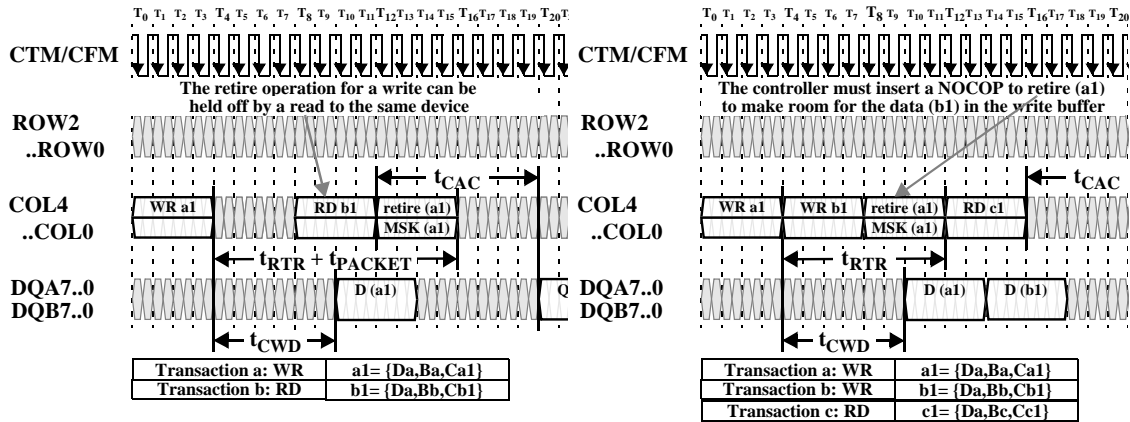 T0 T1 T2 T3 T4 T5 T6 T7 T8 T9 T10 T11 T12 T13 T14 T15 T16 T17 T18 T19 T20
CTM/CFM
The retire operation for a write can be
held off by a read to the same device
ROW2
..ROW0
tCAC
COL4
..COL0
WR a1
RD b1
retire (a1)
MSK (a1)
tRTR + tPACKET
DQA7..0
DQB7..0
D (a1)
Q
tCWD
Transaction a: WR a1= {Da,Ba,Ca1}
Transaction b: RD b1= {Da,Bb,Cb1}
T0 T1 T2 T3 T4 T5 T6 T7 T8 T9 T10 T11 T12 T13 T14 T15 T16 T17 T18 T19 T20
CTM/CFM
The controller must insert a NOCOP to retire (a1)
to make room for the data (b1) in the write buffer
ROW2
..ROW0
tCAC
COL4
..COL0
WR a1
WR b1
retire (a1)
MSK (a1)
RD c1
tRTR
DQA7..0
DQB7..0
D (a1)
D (b1)
tCWD
Transaction a: WR a1= {Da,Ba,Ca1}
Transaction b: WR b1= {Da,Bb,Cb1}
Transaction c: RD c1= {Da,Bc,Cc1}